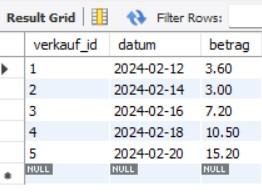 Result Grid Filter Rows:
verkauf_id datum betrag
1 2024-02-12 3.60
2 2024-02-14 3.00
3 2024-02-16 7.20
4 2024-02-18 10.50
5 2024-02-20 15.20
NULL NULL NULL